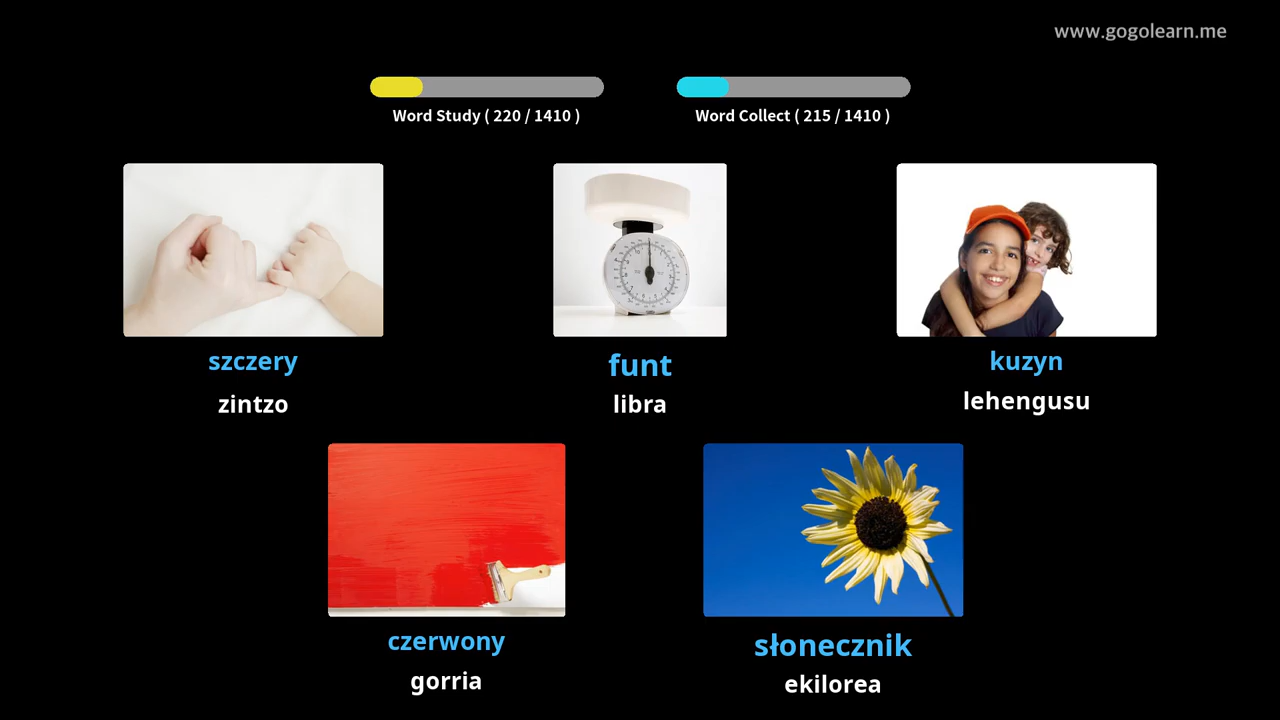 www.gogolearn.me
Word Study ( 220 / 1410 )
Word Collect ( 215 / 1410 )
szczery
zintzo
funt
libra
kuzyn
lehengusu
czerwony
gorria
słonecznik
ekilorea